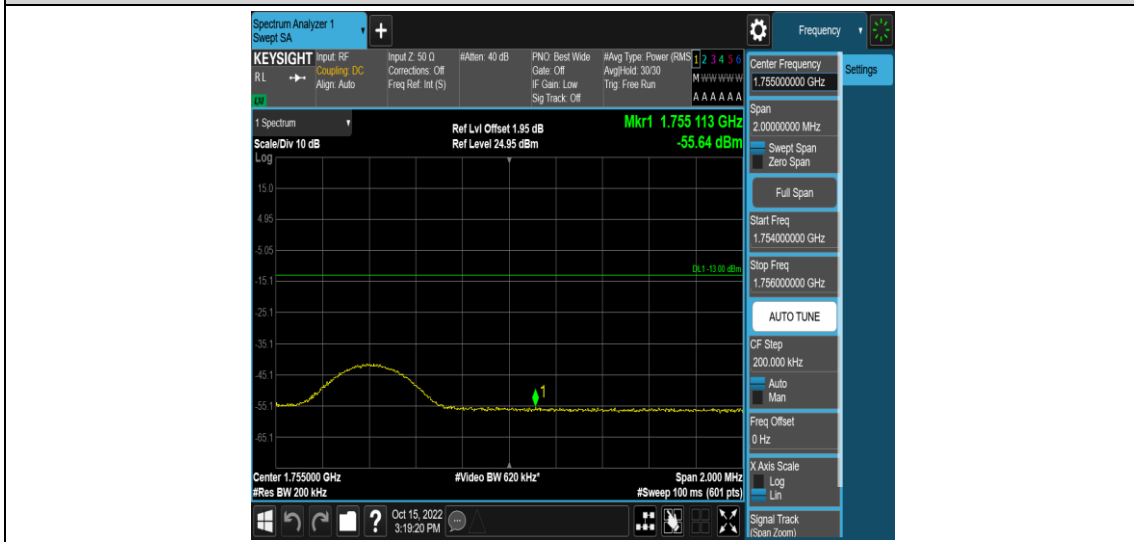 Spectrum Analyzer 1
Swept SA
Frequency
KEYSIGHT
RL
LXI
Input: RF
Coupling: DC
Align: Auto
Input Z: 50 Ω
Corrections: Off
Freq Ref: Int (S)
#Atten: 40 dB
PNO: Best Wide
Gate: Off
IF Gain: Low
Sig Track: Off
#Avg Type: Power (RMS
Avg|Hold: 30/30
Trig: Free Run
1 2 3 4 5 6
M W W W W W
A A A A A A
1 Spectrum
Scale/Div 10 dB
Log
Ref Lvl Offset 1.95 dB
Ref Level 24.95 dBm
Mkr1 1.755 113 GHz
-55.64 dBm
15.0
4.95
-5.05
DL1 -13.00 dBm
-15.1
-25.1
-35.1
-45.1
1
-55.1
-65.1
Center 1.755000 GHz
#Res BW 200 kHz
#Video BW 620 kHz*
Span 2.000 MHz
#Sweep 100 ms (601 pts)
Oct 15, 2022
3:19:20 PM
Center Frequency
1.755000000 GHz
Settings
Span
2.00000000 MHz
Swept Span
Zero Span
Full Span
Start Freq
1.754000000 GHz
Stop Freq
1.756000000 GHz
AUTO TUNE
CF Step
200.000 kHz
Auto
Man
Freq Offset
0 Hz
X Axis Scale
Log
Lin
Signal Track
(Span Zoom)